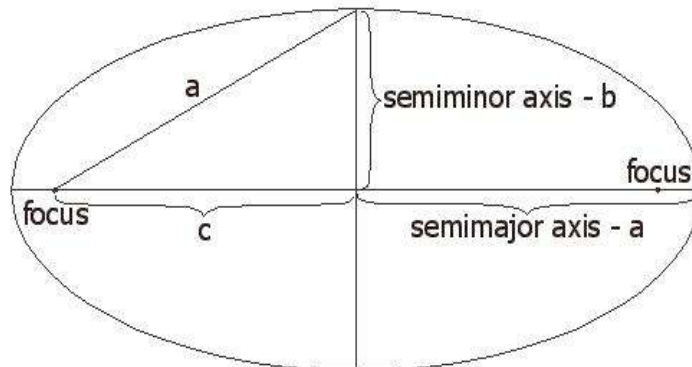 a
semiminor axis - b
focus
focus
c
semimajor axis - a